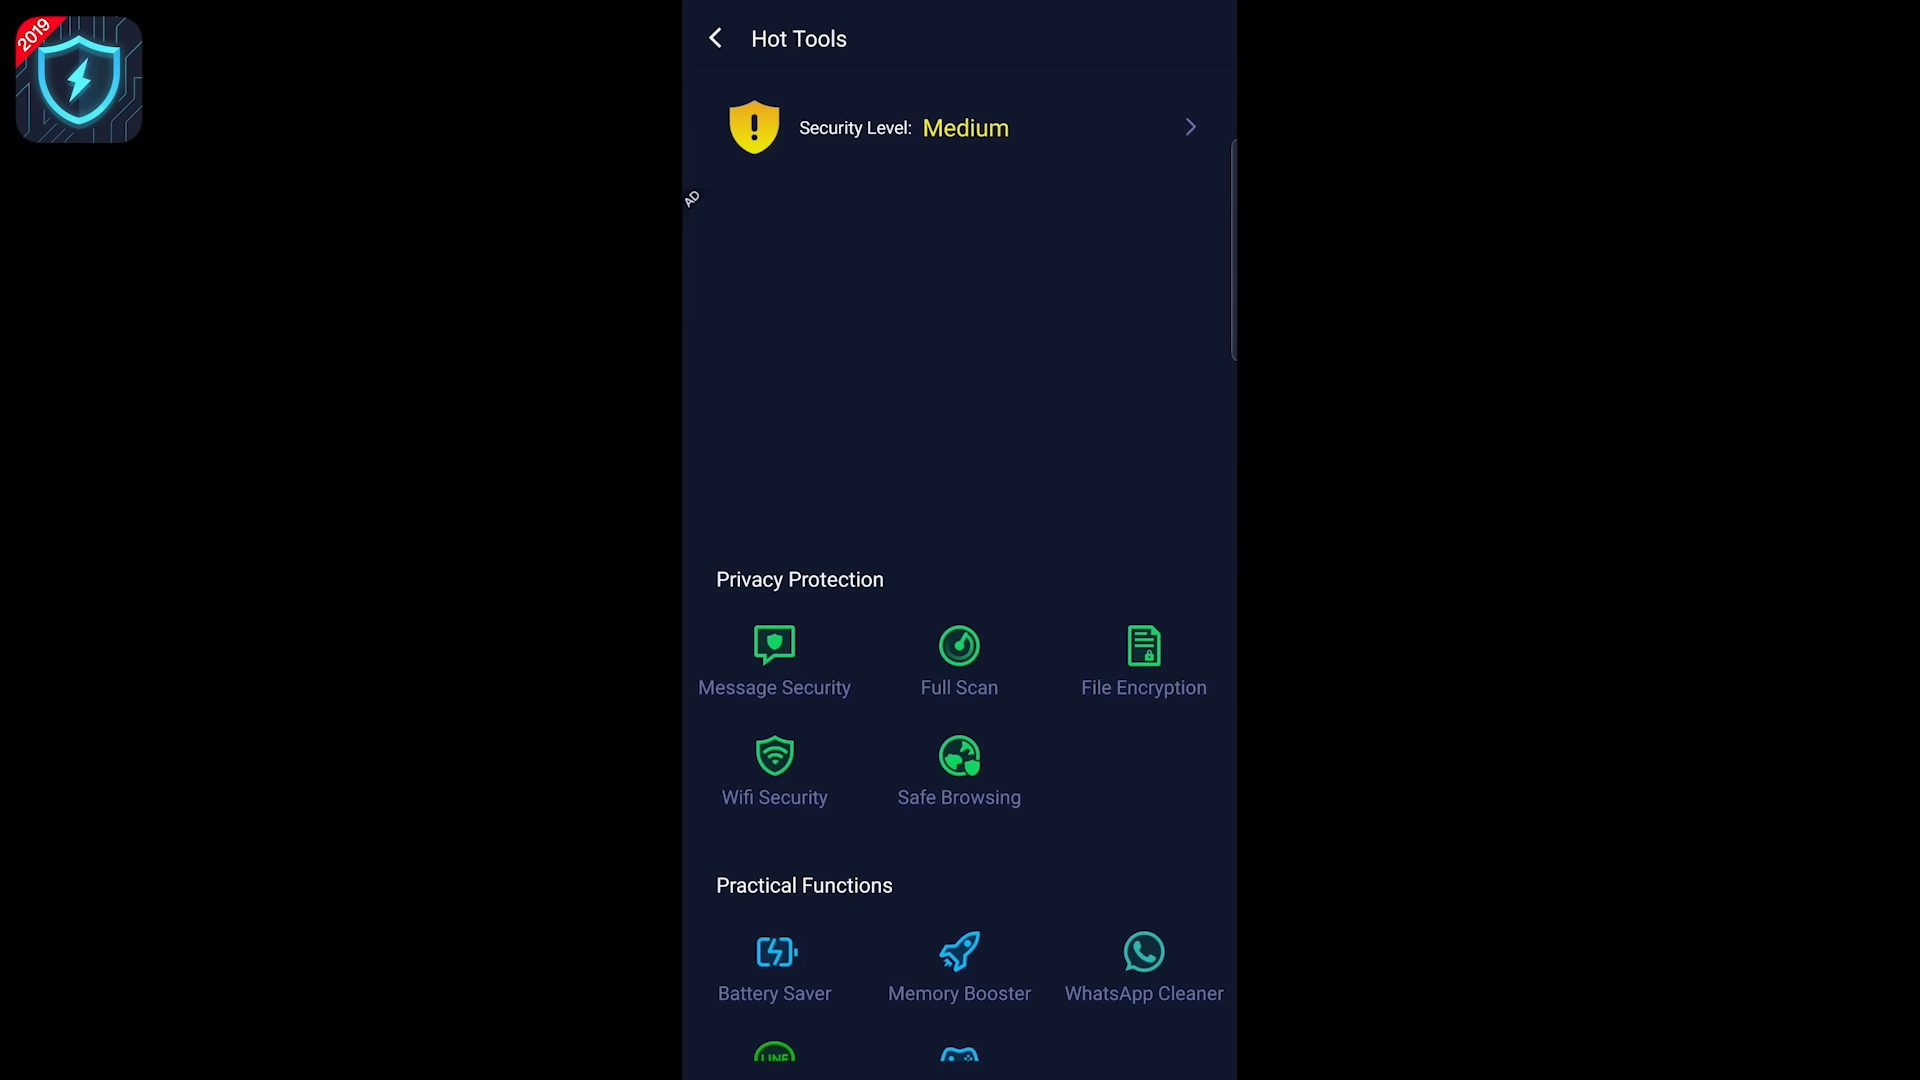 2019
Hot Tools
Security Level: Medium
AD
Privacy Protection
Message Security
Full Scan
File Encryption
Wifi Security
Safe Browsing
Practical Functions
Battery Saver
Memory Booster
WhatsApp Cleaner
LINE